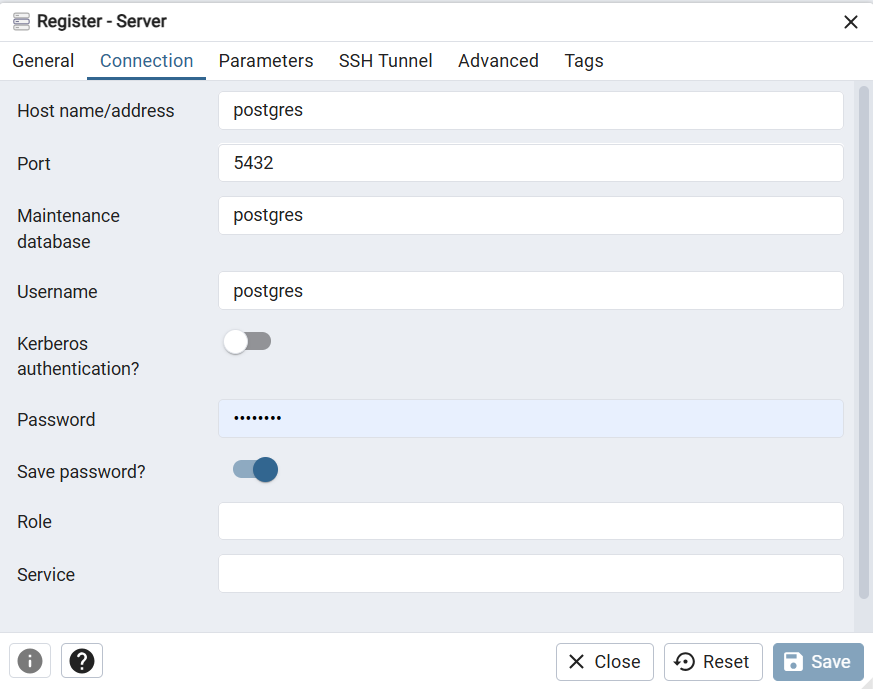 Register - Server
General Connection Parameters SSH Tunnel Advanced Tags
Host name/address postgres
Port 5432
Maintenance database postgres
Username postgres
Kerberos authentication?
Password ••••••••
Save password?
Role
Service
Close Reset Save